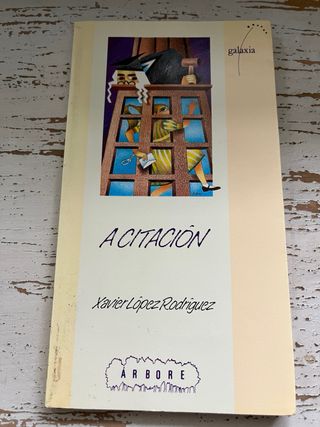 galaxia
A CITACIÓN
Xavier López Rodríguez
ÁRBORE